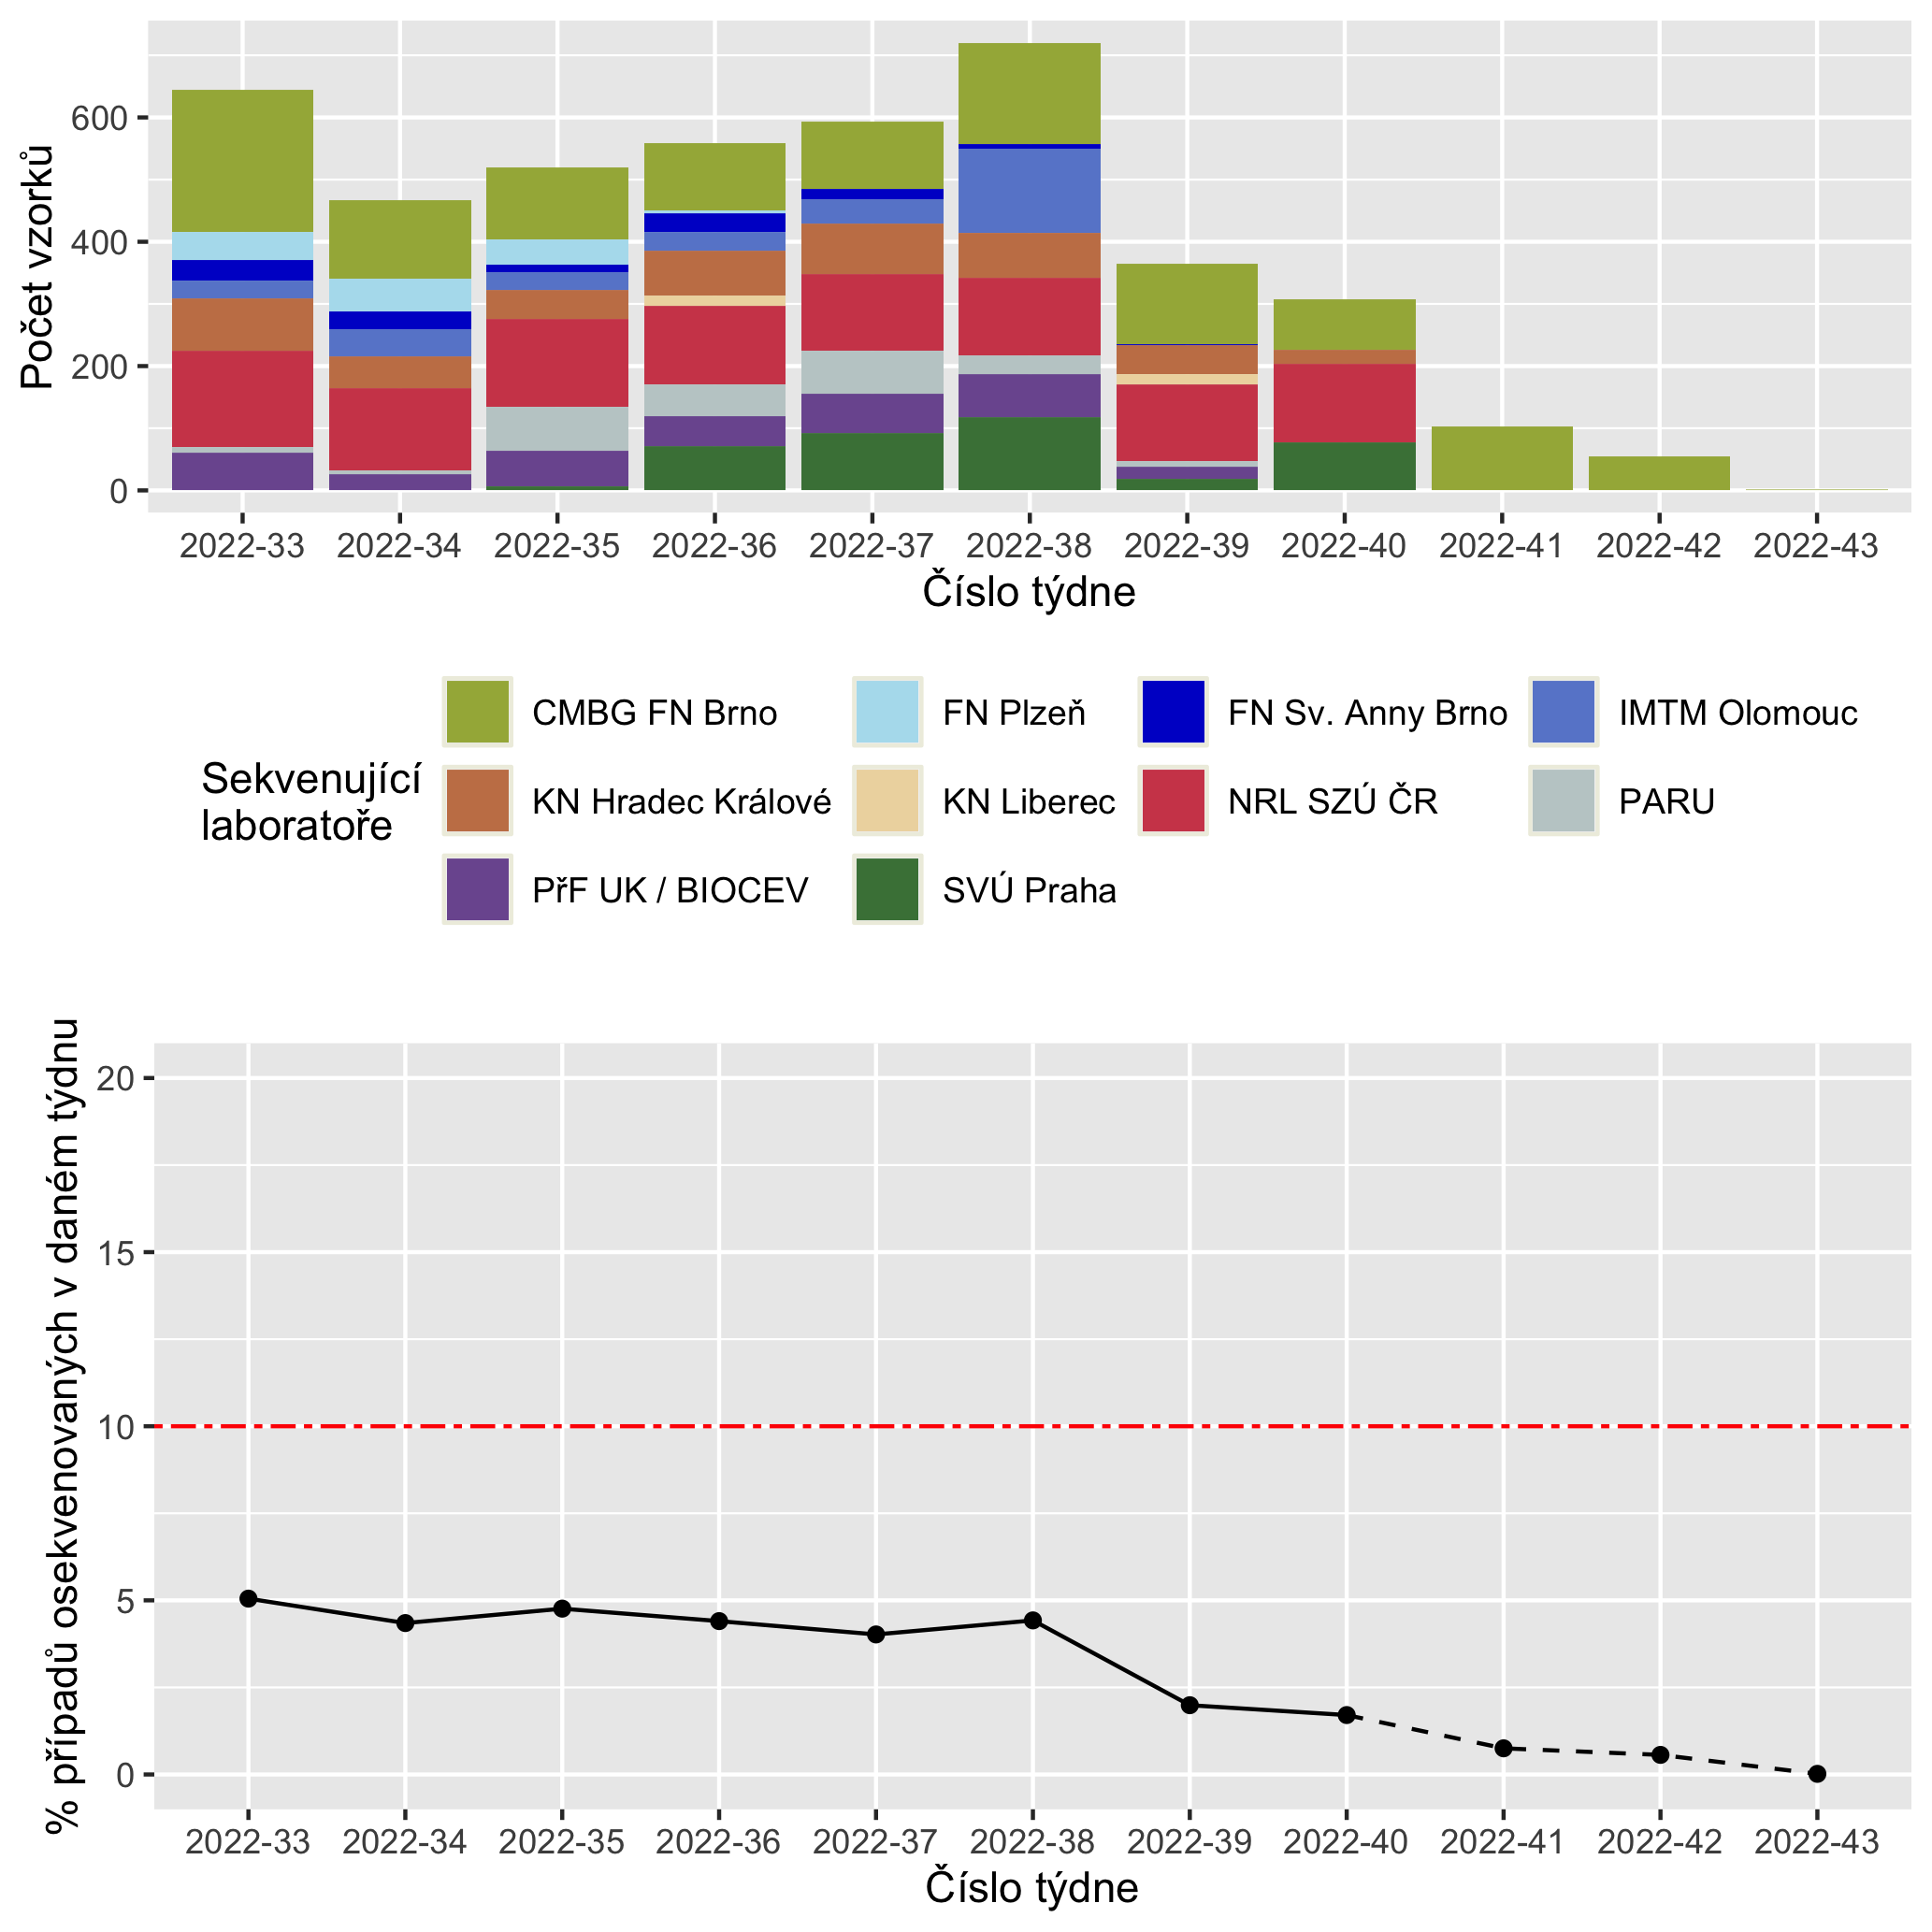 Počet vzorků
600
400
200
0
2022-33 2022-34 2022-35 2022-36 2022-37 2022-38 2022-39 2022-40 2022-41 2022-42 2022-43
Číslo týdne
Sekvenující
laboratoře
CMBG FN Brno FN Plzeň FN Sv. Anny Brno IMTM Olomouc
KN Hradec Králové KN Liberec NRL SZÚ ČR PARU
PřF UK / BIOCEV SVÚ Praha
% případů osekvenovaných v daném týdnu
20
15
10
5
0
2022-33 2022-34 2022-35 2022-36 2022-37 2022-38 2022-39 2022-40 2022-41 2022-42 2022-43
Číslo týdne